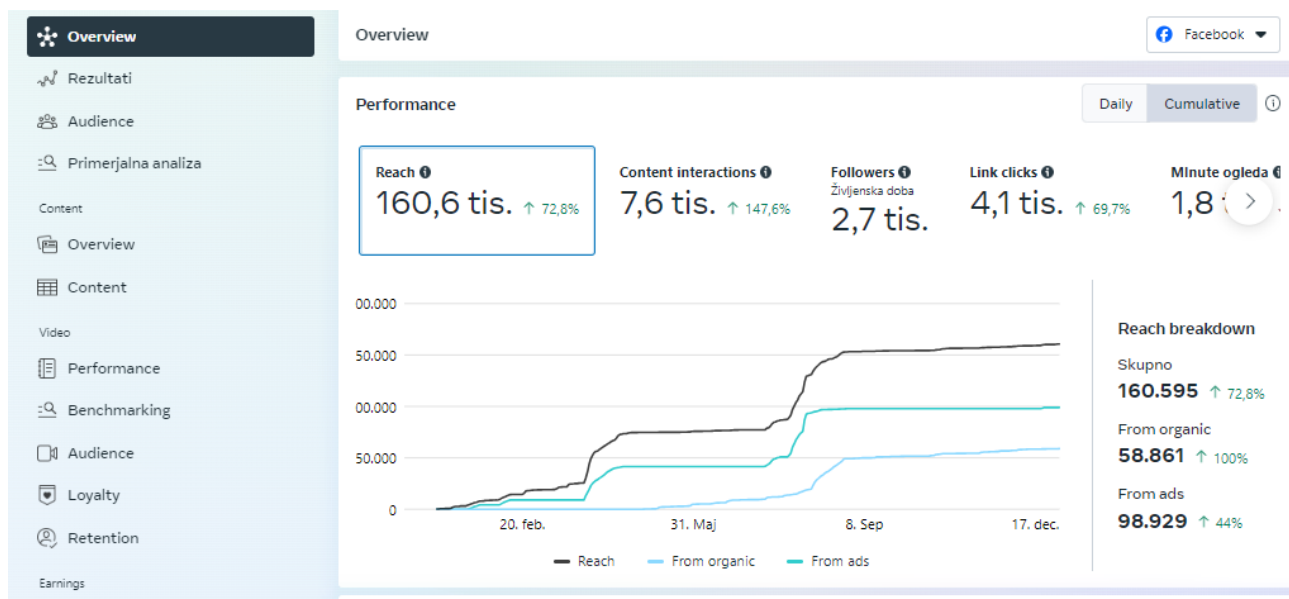 Overview
Rezultati
Audience
Primerjalna analiza
Content
Overview
Content
Video
Performance
Benchmarking
Audience
Loyalty
Retention
Earnings
Overview
Facebook
Performance
Daily
Cumulative
Reach
160,6 tis. ↑ 72,8%
Content interactions
7,6 tis. ↑ 147,6%
Followers
Življenska doba
2,7 tis.
Link clicks
4,1 tis. ↑ 69,7%
MInute ogleda
1,8
00.000
50.000
00.000
50.000
0
20. feb.
31. Maj
8. Sep
17. dec.
Reach
From organic
From ads
Reach breakdown
Skupno
160.595 ↑ 72,8%
From organic
58.861 ↑ 100%
From ads
98.929 ↑ 44%